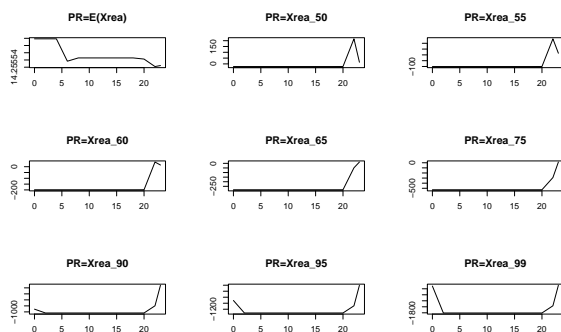 PR=E(Xrea)
PR=Xrea_50
PR=Xrea_55
14.25554
0 5 10 15 20
0 150
0 5 10 15 20
−100
0 5 10 15 20
PR=Xrea_60
PR=Xrea_65
PR=Xrea_75
−200 0
0 5 10 15 20
−250 0
0 5 10 15 20
−500 0
0 5 10 15 20
PR=Xrea_90
PR=Xrea_95
PR=Xrea_99
−1000
0 5 10 15 20
−1200
0 5 10 15 20
−1800
0 5 10 15 20